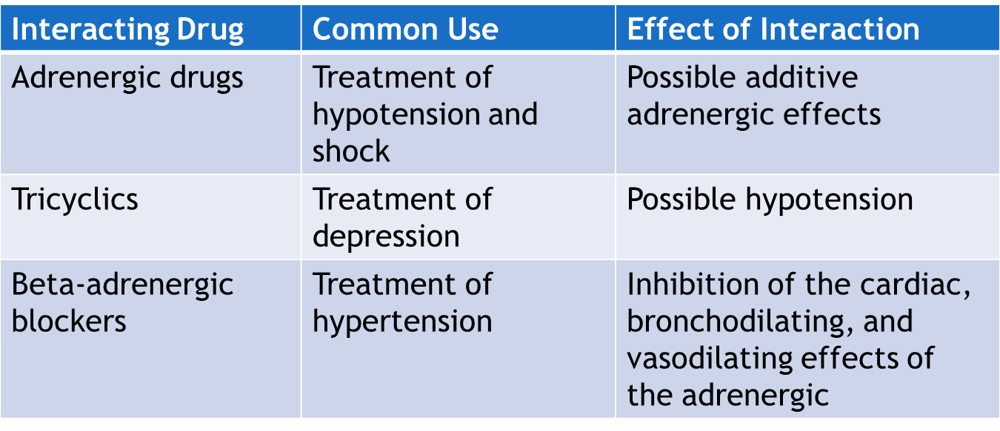 Interacting Drug
Common Use
Effect of Interaction
Adrenergic drugs
Treatment of
hypotension and
shock
Possible additive
adrenergic effects
Tricyclics
Treatment of
depression
Possible hypotension
Beta-adrenergic
blockers
Treatment of
hypertension
Inhibition of the cardiac,
bronchodilating, and
vasodilating effects of
the adrenergic